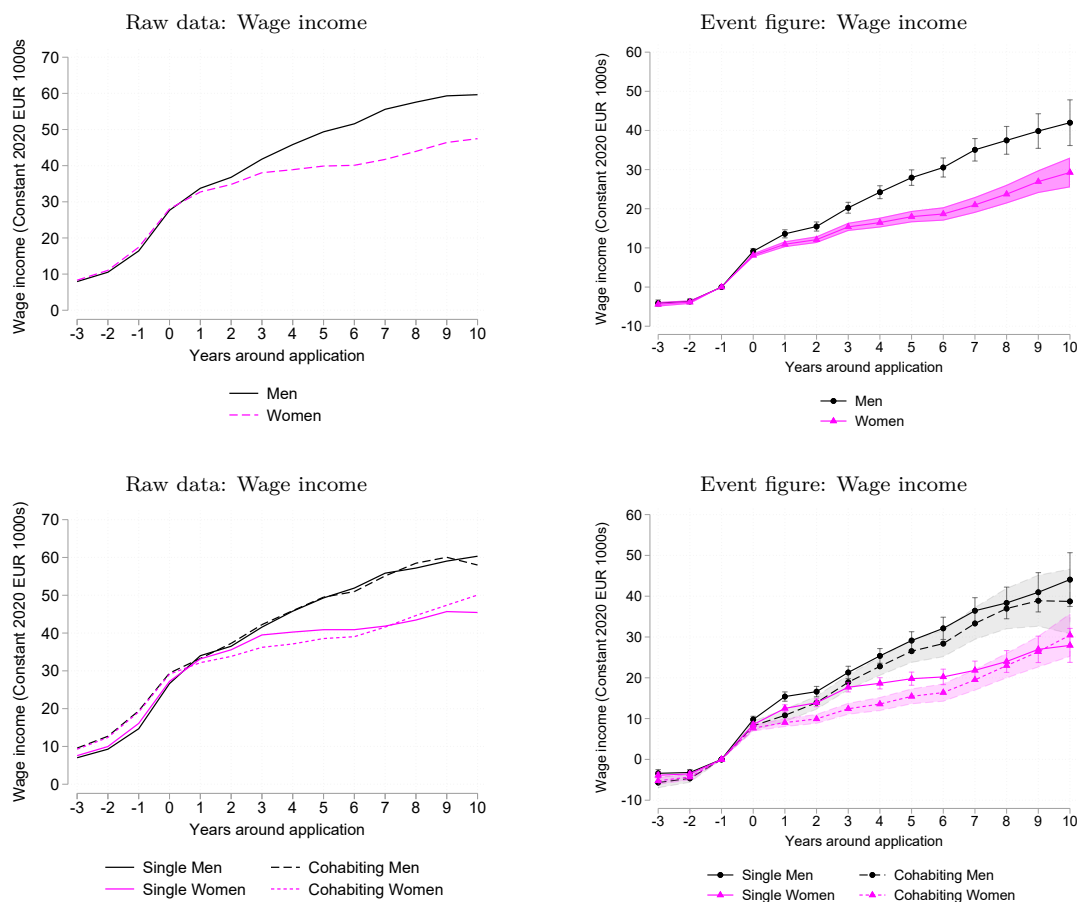 Raw data: Wage income
Wage income (Constant 2020 EUR 1000s)
70
60
50
40
30
20
10
0
-3 -2 -1 0 1 2 3 4 5 6 7 8 9 10
Years around application
Men
Women
Event figure: Wage income
Wage income (Constant 2020 EUR 1000s)
60
50
40
30
20
10
0
-10
-3 -2 -1 0 1 2 3 4 5 6 7 8 9 10
Years around application
Men
Women
Raw data: Wage income
Wage income (Constant 2020 EUR 1000s)
70
60
50
40
30
20
10
0
-3 -2 -1 0 1 2 3 4 5 6 7 8 9 10
Years around application
Single Men Cohabiting Men
Single Women Cohabiting Women
Event figure: Wage income
Wage income (Constant 2020 EUR 1000s)
60
50
40
30
20
10
0
-10
-3 -2 -1 0 1 2 3 4 5 6 7 8 9 10
Years around application
Single Men Cohabiting Men
Single Women Cohabiting Women